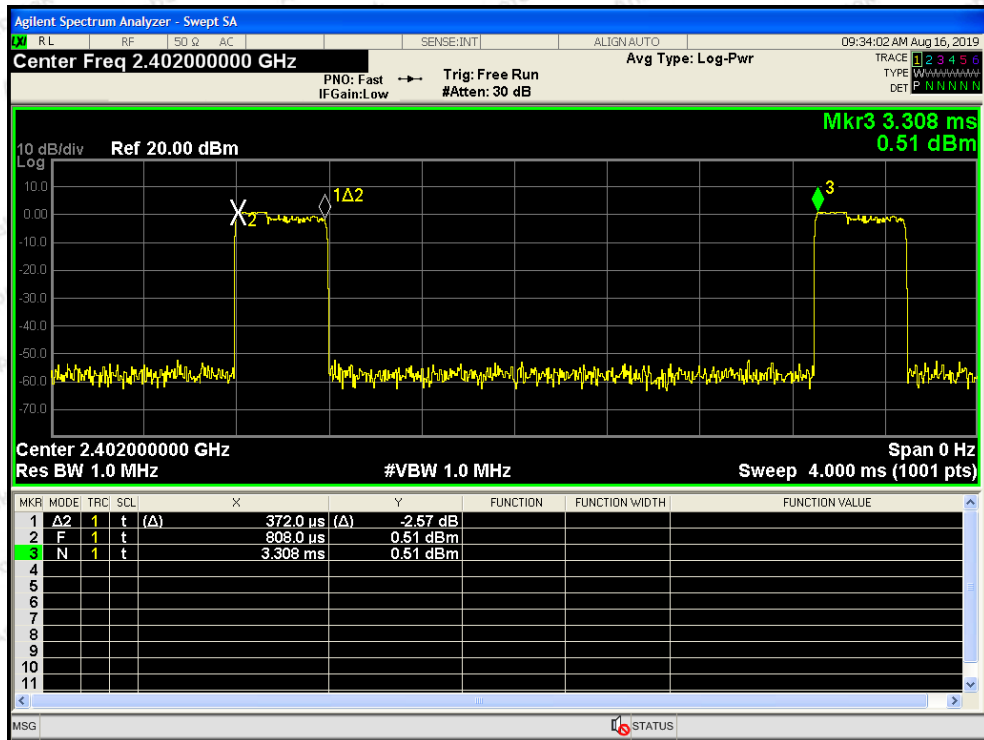 Agilent Spectrum Analyzer - Swept SA
LXI RL RF 50 Ω AC SENSE:INT ALIGN AUTO 09:34:02 AM Aug 16, 2019
Center Freq 2.402000000 GHz Avg Type: Log-Pwr TRACE 1 2 3 4 5 6
PNO: Fast Trig: Free Run TYPE WWWWWW
IFGain:Low #Atten: 30 dB DET P N N N N N
Mkr3 3.308 ms
10 dB/div Ref 20.00 dBm 0.51 dBm
Log
10.0
0.00
-10.0
-20.0
-30.0
-40.0
-50.0
-60.0
-70.0
2
1Δ2
3
Center 2.402000000 GHz Span 0 Hz
Res BW 1.0 MHz #VBW 1.0 MHz Sweep 4.000 ms (1001 pts)
MKR MODE TRC SCL X Y FUNCTION FUNCTION WIDTH FUNCTION VALUE
1 Δ2 1 t (Δ) 372.0 µs (Δ) -2.57 dB
2 F 1 t 808.0 µs 0.51 dBm
3 N 1 t 3.308 ms 0.51 dBm
4
5
6
7
8
9
10
11
MSG STATUS